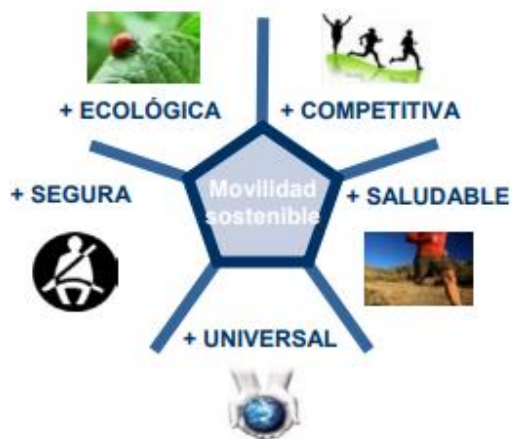 + ECOLÓGICA
+ COMPETITIVA
+ SEGURA
Movilidad
sostenible
+ SALUDABLE
+ UNIVERSAL